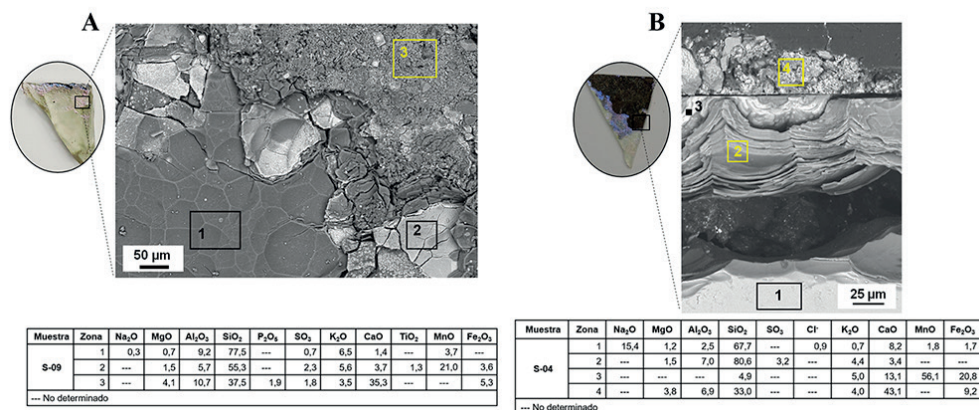 A
B
3
1
2
50 µm
4
3
2
1
25 µm
Muestra Zona Na₂O MgO Al₂O₃ SiO₂ P₂O₅ SO₃ K₂O CaO TiO₂ MnO Fe₂O₃
S-09
1 0,3 0,7 9,2 77,5 --- 0,7 6,5 1,4 --- 3,7 ---
2 --- 1,5 5,7 55,3 --- 2,3 5,6 3,7 1,3 21,0 3,6
3 --- 4,1 10,7 37,5 1,9 1,8 3,5 35,3 --- --- 5,3
--- No determinado
Muestra Zona Na₂O MgO Al₂O₃ SiO₂ SO₃ Cl⁻ K₂O CaO MnO Fe₂O₃
S-04
1 15,4 1,2 2,5 67,7 --- 0,9 0,7 8,2 1,8 1,7
2 --- 1,5 7,0 80,6 3,2 --- 4,4 3,4 --- ---
3 --- --- --- 4,9 --- --- 5,0 13,1 56,1 20,8
4 --- 3,8 6,9 33,0 --- --- 4,0 43,1 --- 9,2
--- No determinado